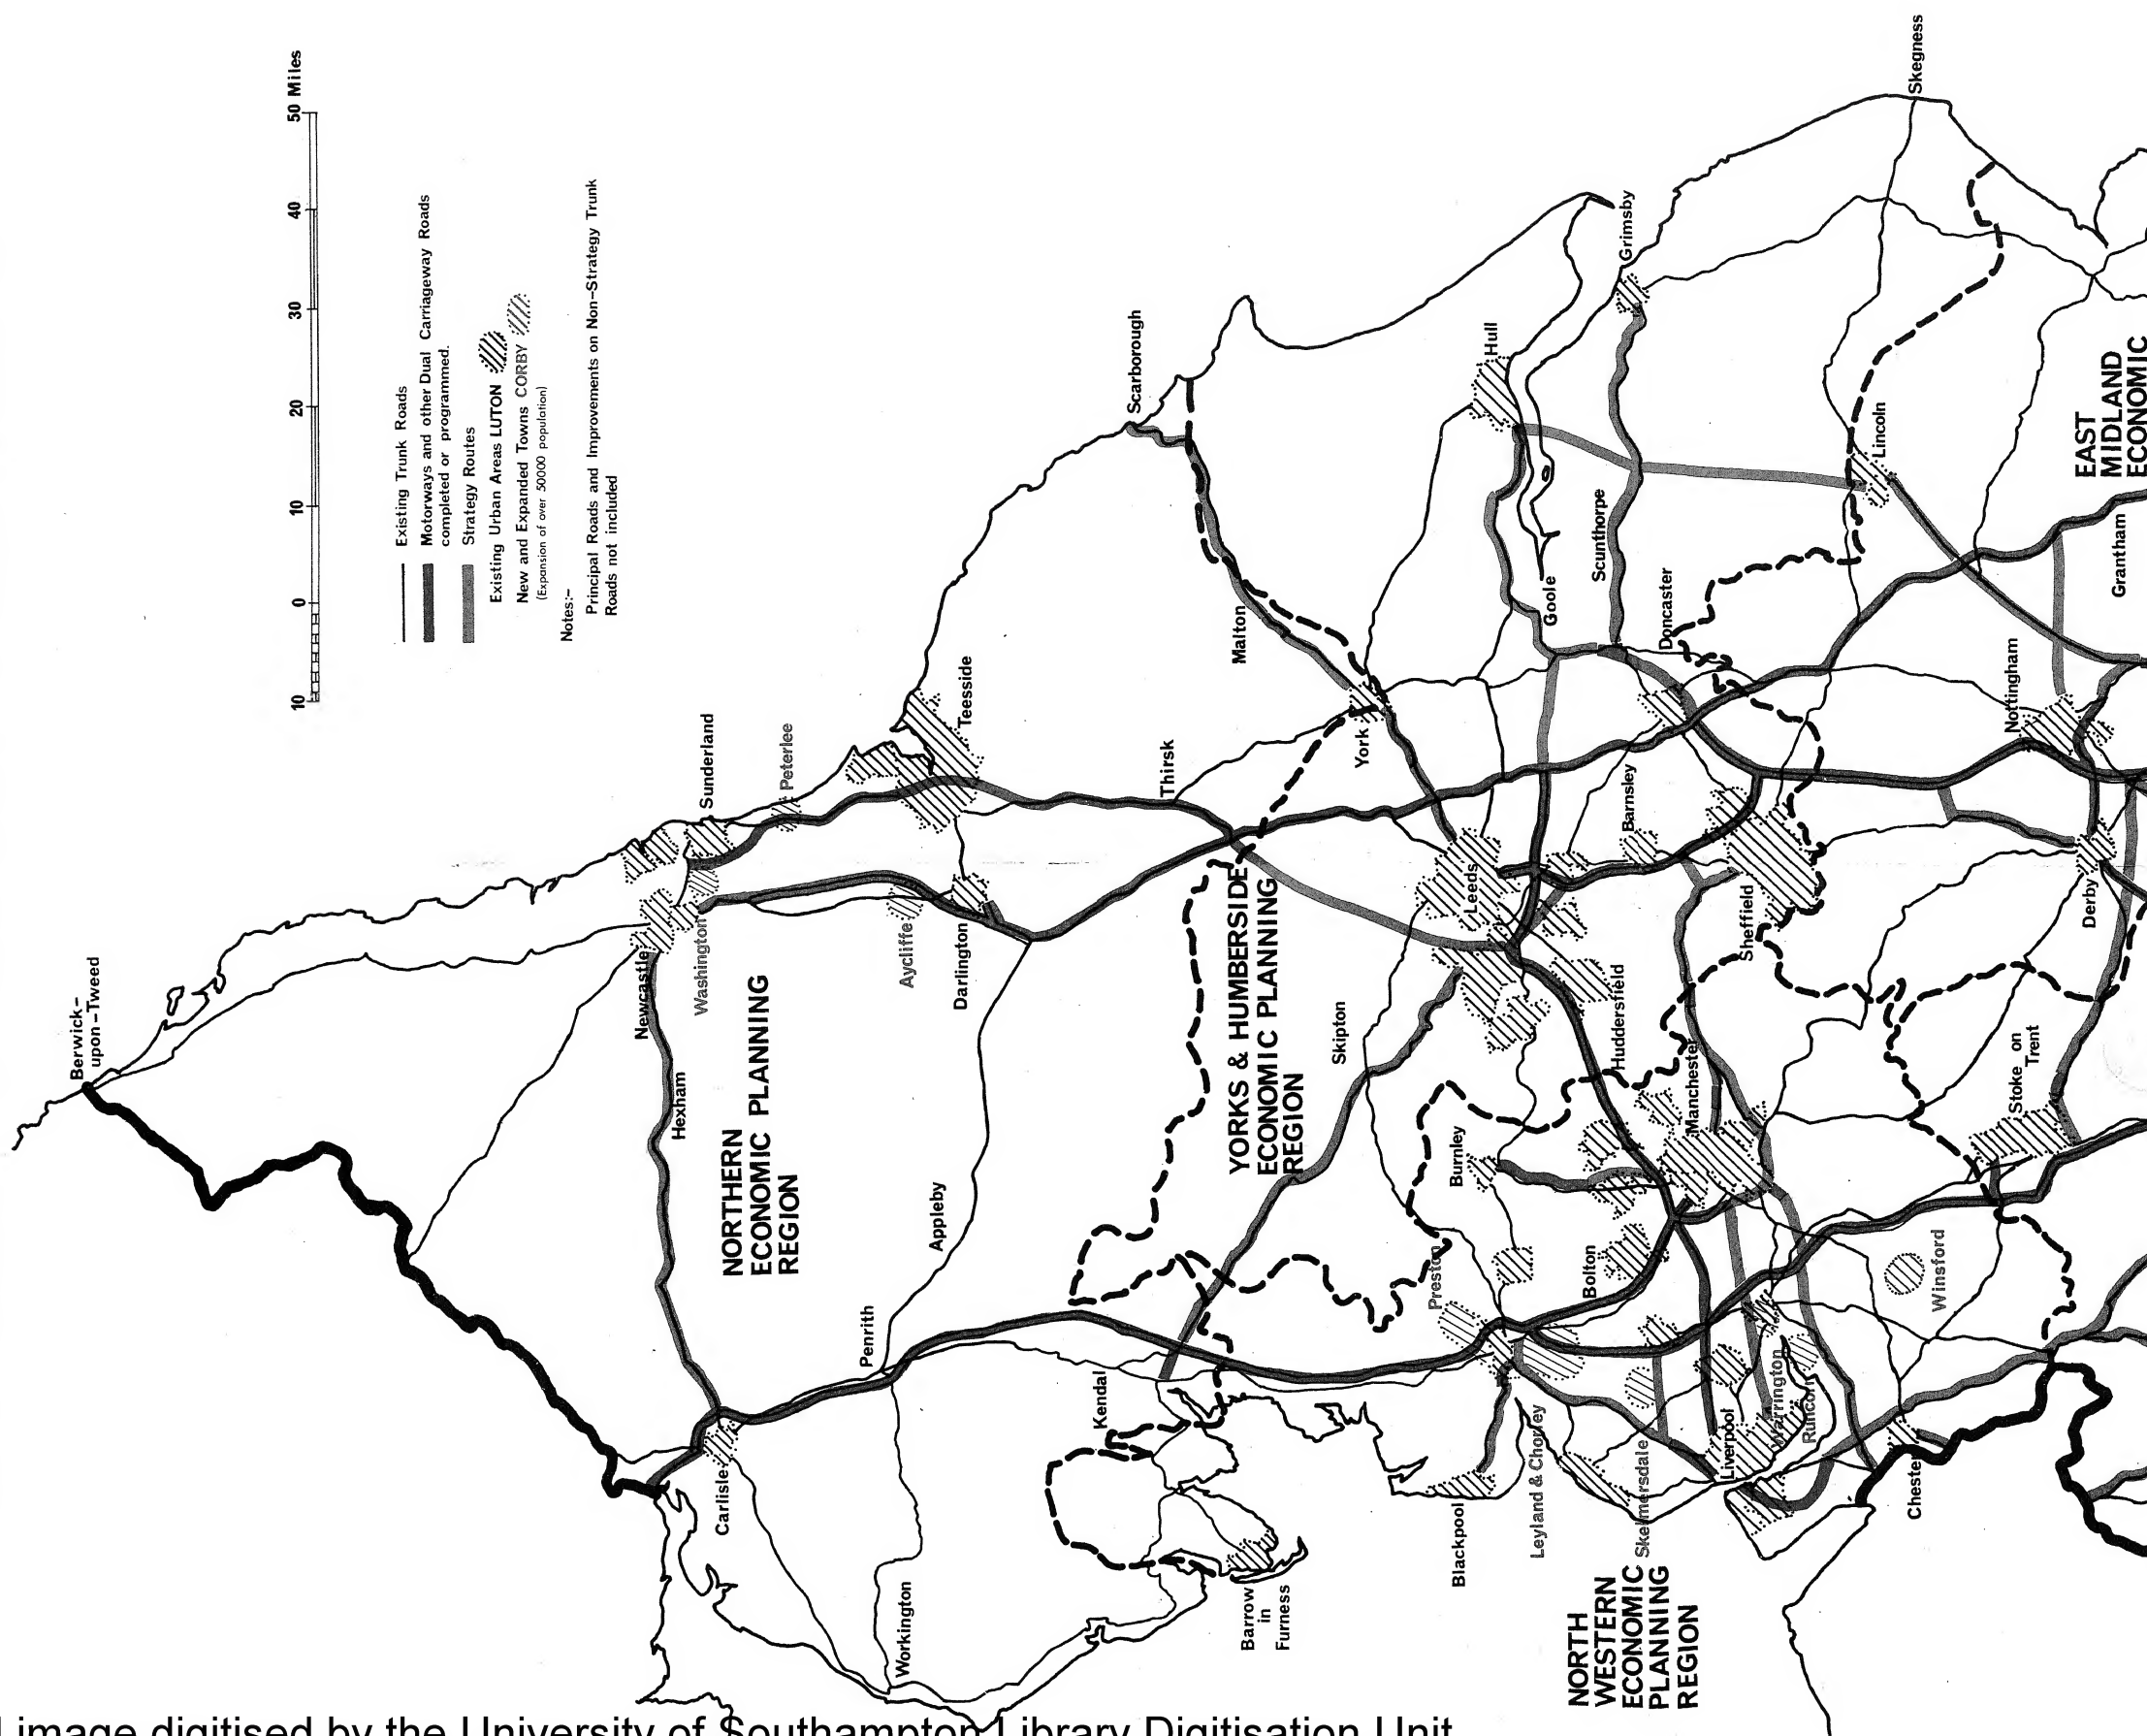 10 0 10 20 30 40 50 Miles
Existing Trunk Roads
Motorways and other Dual Carriageway Roads
completed or programmed.
Strategy Routes
Existing Urban Areas LUTON
New and Expanded Towns CORBY
(Expansion of over 50000 population)
Notes:-
Principal Roads and Improvements on Non-Strategy Trunk
Roads not included
Berwick-
upon-Tweed
Newcastle
Sunderland
Washington
Peterlee
Hexham
Carlisle
NORTHERN
ECONOMIC PLANNING
REGION
Aycliffe
Teesside
Darlington
Penrith
Appleby
Workington
Kendal
Scarborough
Thirsk
Malton
YORKS & HUMBERSIDE
ECONOMIC PLANNING
REGION
Barrow
in
Furness
Skipton
York
Preston
Burnley
Blackpool
Leeds
Hull
Leyland & Chorley
Goole
Bolton
Scunthorpe
Grimsby
Huddersfield
Barnsley
Doncaster
Skelmersdale
NORTH
WESTERN
ECONOMIC
PLANNING
REGION
Manchester
Liverpool
Sheffield
Warrington
Runcorn
Lincoln
Skegness
Chester
Winsford
Stoke on
Trent
Nottingham
Derby
Grantham
EAST
MIDLAND
ECONOMIC
image digitised by the University of Southampton Library Digitisation Unit